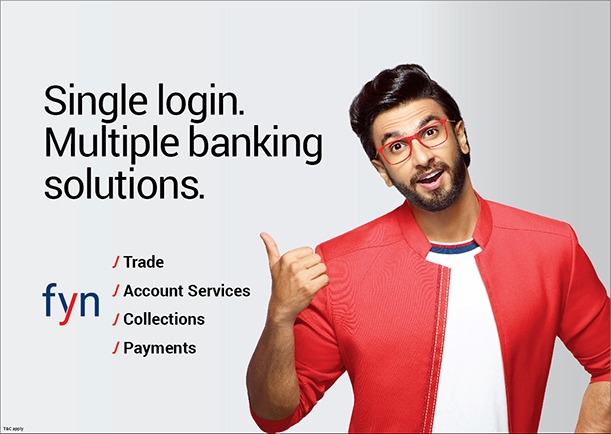 Single login.
Multiple banking
solutions.
fyn
Trade
Account Services
Collections
Payments
T&C apply